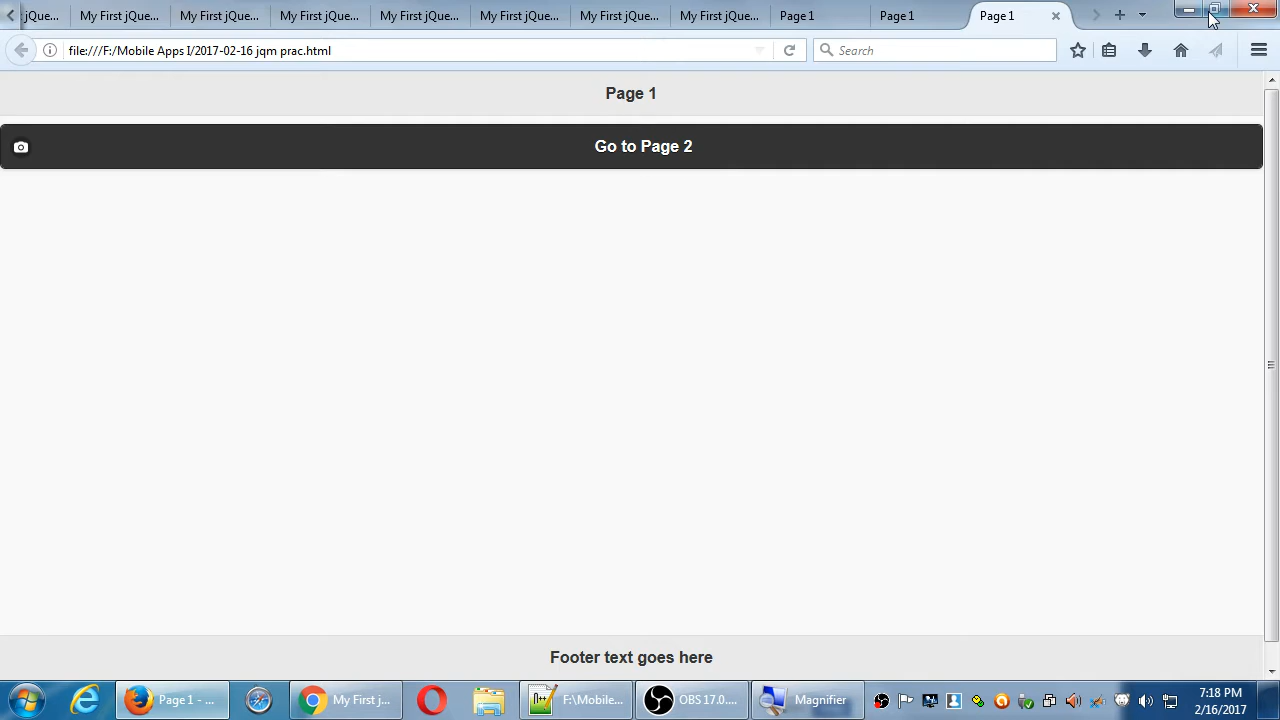 jQue...
My First jQue...
My First jQue...
My First jQue...
My First jQue...
My First jQue...
My First jQue...
My First jQue...
Page 1
Page 1
Page 1
file:///F:/Mobile Apps I/2017-02-16 jqm prac.html
Search
Page 1
Go to Page 2
Footer text goes here
Page 1 - ...
My First j...
F:\Mobile...
OBS 17.0....
Magnifier
7:18 PM
2/16/2017